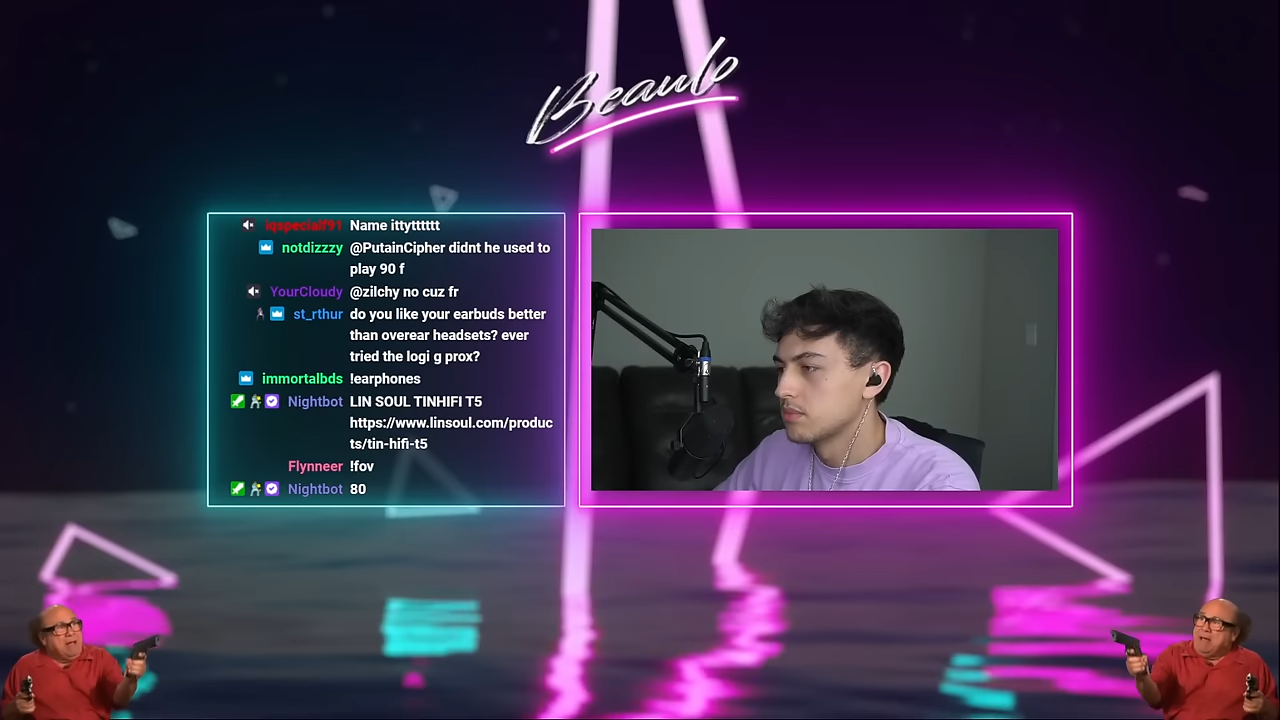 Beaulo
iqspecialf91 Name ittytttttt
notdizzzy @PutainCipher didnt he used to
play 90 f
YourCloudy @zilchy no cuz fr
st_rthur do you like your earbuds better
than overear headsets? ever
tried the logi g prox?
immortalbds !earphones
Nightbot LIN SOUL TINHIFI T5
https://www.linsoul.com/produc
ts/tin-hifi-t5
Flynneer !fov
Nightbot 80